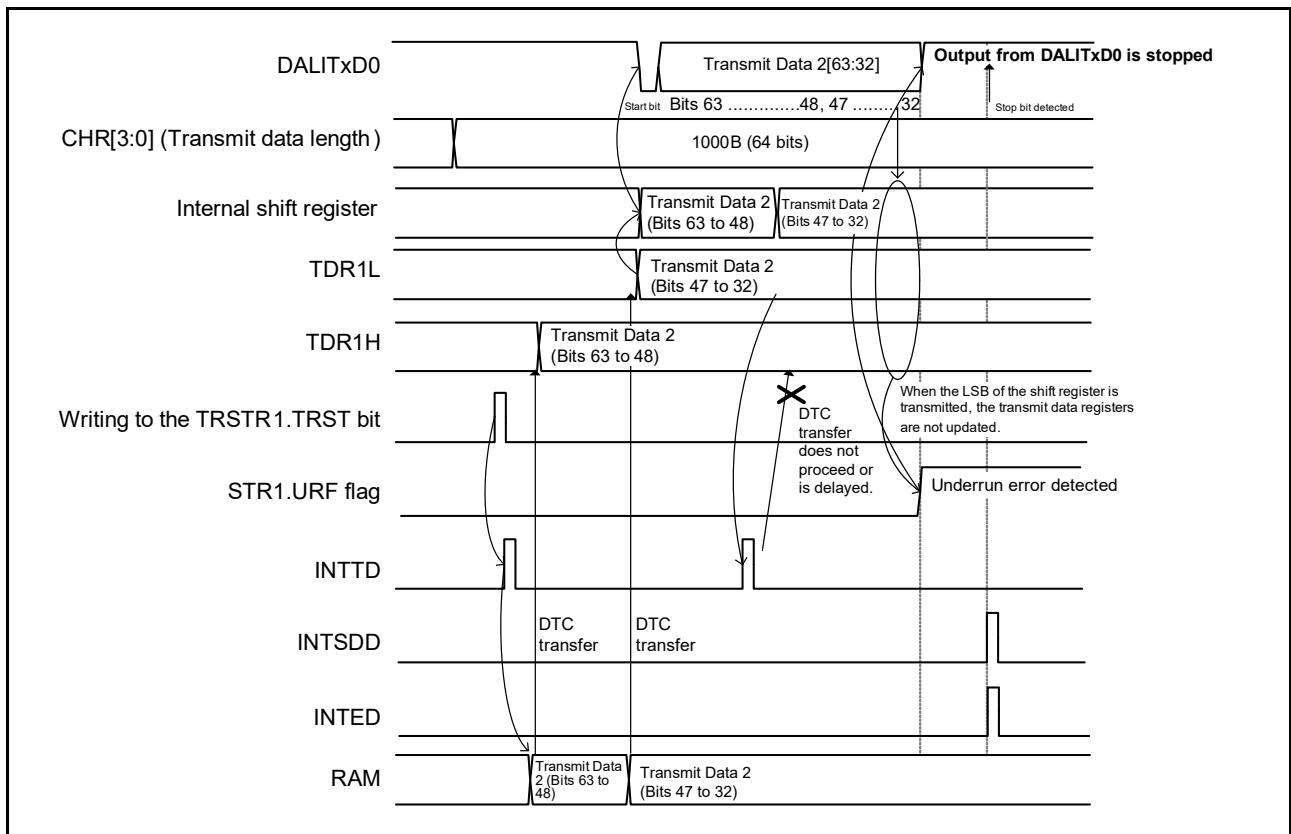 DALITxD0
Transmit Data 2[63:32]
Output from DALITxD0 is stopped
Start bit Bits 63 ..............48, 47 .........32
Stop bit detected
CHR[3:0] (Transmit data length)
1000B (64 bits)
Internal shift register
Transmit Data 2
(Bits 63 to 48)
Transmit Data 2
(Bits 47 to 32)
TDR1L
Transmit Data 2
(Bits 47 to 32)
TDR1H
Transmit Data 2
(Bits 63 to 48)
Writing to the TRSTR1.TRST bit
DTC
transfer
does not
proceed or
is delayed.
When the LSB of the shift register is
transmitted, the transmit data registers
are not updated.
STR1.URF flag
Underrun error detected
INTTD
INTSDD
DTC
transfer
DTC
transfer
INTED
RAM
Transmit Data
2 (Bits 63 to
48)
Transmit Data 2
(Bits 47 to 32)